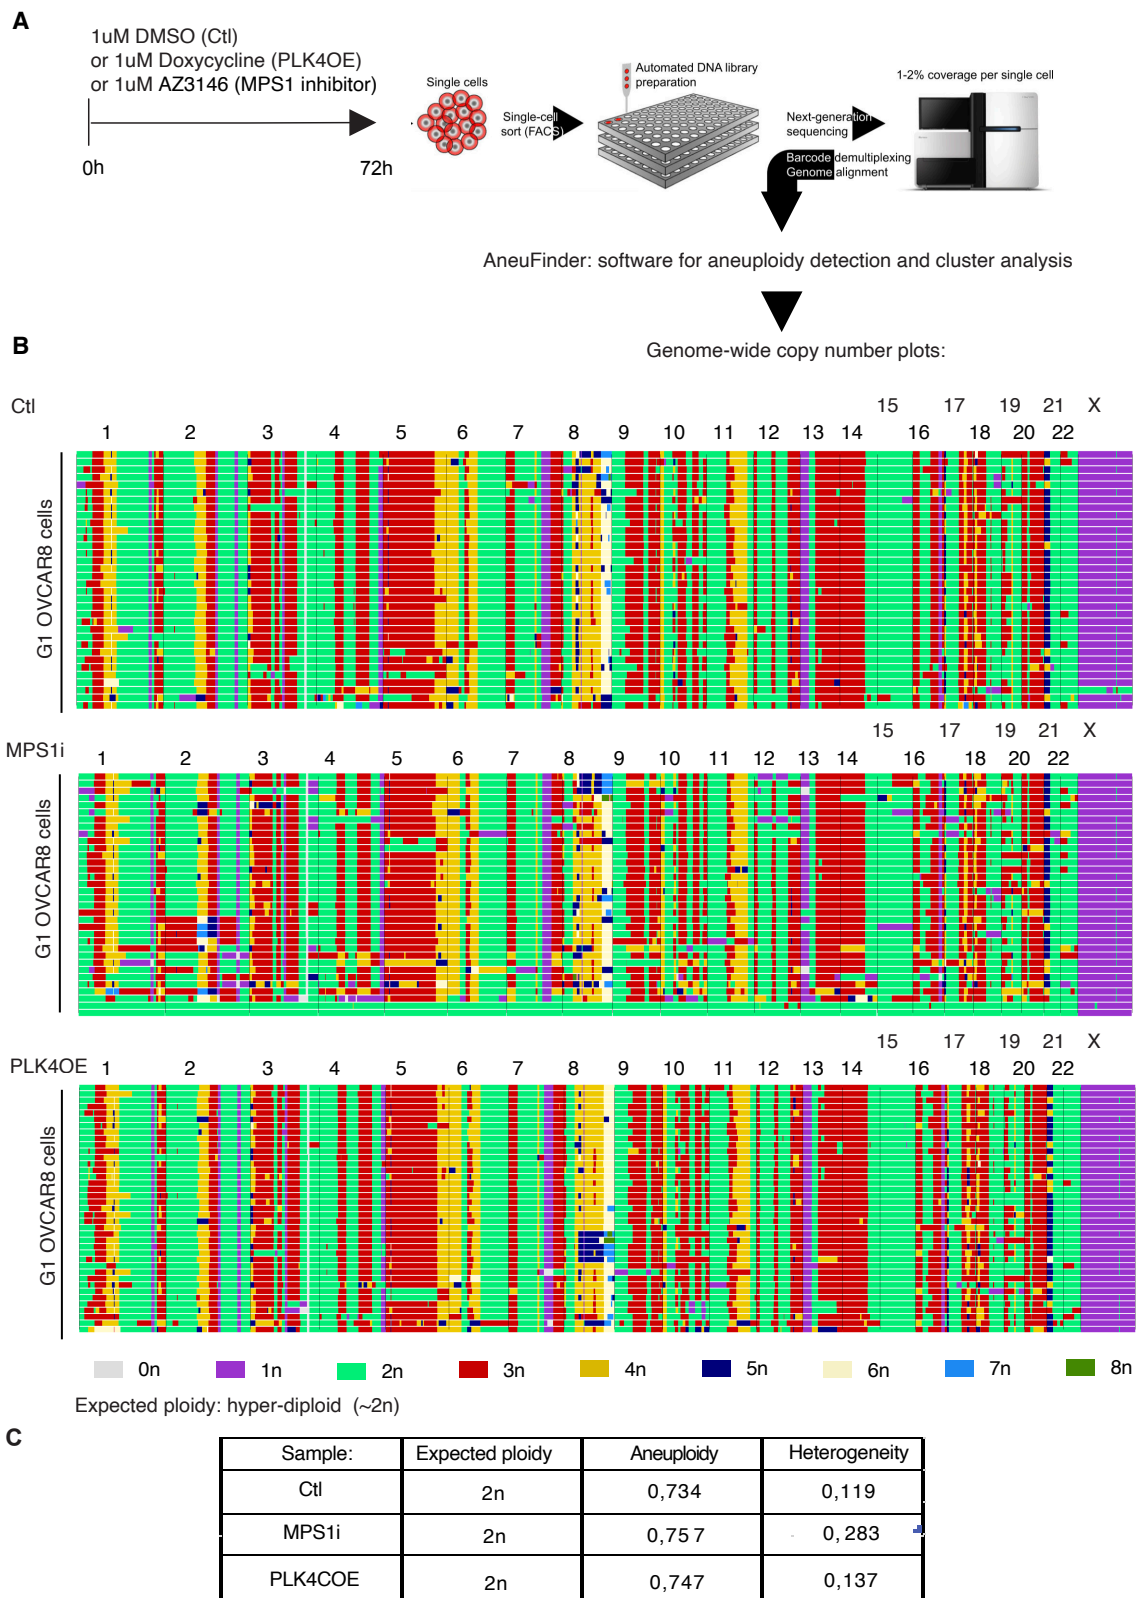 A
1uM DMSO (Ctl)
or 1uM Doxycycline (PLK4OE)
or 1uM AZ3146 (MPS1 inhibitor)
0h
72h
Single cells
Single-cell
sort (FACS)
Automated DNA library
preparation
Next-generation
sequencing
Barcode demultiplexing
Genome alignment
1-2% coverage per single cell
AneuFinder: software for aneuploidy detection and cluster analysis
B
Genome-wide copy number plots:
Ctl
15 17 19 21 X
1 2 3 4 5 6 7 8 9 10 11 12 13 14 16 18 20 22
G1 OVCAR8 cells
MPS1i
15 17 19 21 X
1 2 3 4 5 6 7 8 9 10 11 12 13 14 16 18 20 22
G1 OVCAR8 cells
PLK4OE
15 17 19 21 X
1 2 3 4 5 6 7 8 9 10 11 12 13 14 16 18 20 22
G1 OVCAR8 cells
0n 1n 2n 3n 4n 5n 6n 7n 8n
Expected ploidy: hyper-diploid (~2n)
C
Sample: Expected ploidy Aneuploidy Heterogeneity
Ctl 2n 0,734 0,119
MPS1i 2n 0,757 0,283
PLK4COE 2n 0,747 0,137